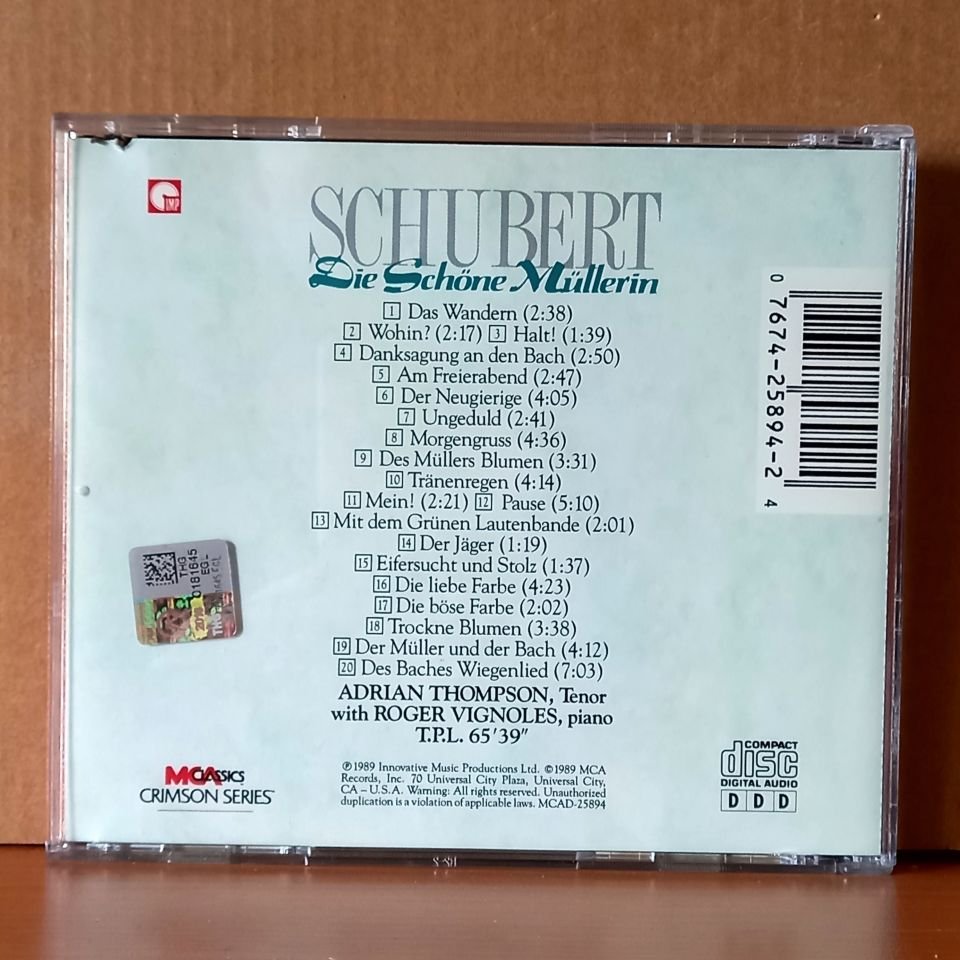 IMP
SCHUBERT
Die Schöne Müllerin
1 Das Wandern (2:38)
2 Wohin? (2:17) 3 Halt! (1:39)
4 Danksagung an den Bach (2:50)
5 Am Freierabend (2:47)
6 Der Neugierige (4:05)
7 Ungeduld (2:41)
8 Morgengruss (4:36)
9 Des Müllers Blumen (3:31)
10 Tränenregen (4:14)
11 Mein! (2:21) 12 Pause (5:10)
13 Mit dem Grünen Lautenbande (2:01)
14 Der Jäger (1:19)
15 Eifersucht und Stolz (1:37)
16 Die liebe Farbe (4:23)
17 Die böse Farbe (2:02)
18 Trockne Blumen (3:38)
19 Der Müller und der Bach (4:12)
20 Des Baches Wiegenlied (7:03)
ADRIAN THOMPSON, Tenor
with ROGER VIGNOLES, piano
T.P.L. 65'39"
℗1989 Innovative Music Productions Ltd. ©1989 MCA
Records, Inc. 70 Universal City Plaza, Universal City,
CA – U.S.A. Warning: All rights reserved. Unauthorized
duplication is a violation of applicable laws. MCAD-25894
MCA CLASSICS
CRIMSON SERIES™
COMPACT
disc
DIGITAL AUDIO
D D D
0 7674-25894-2 4
THG
0181645
EGL